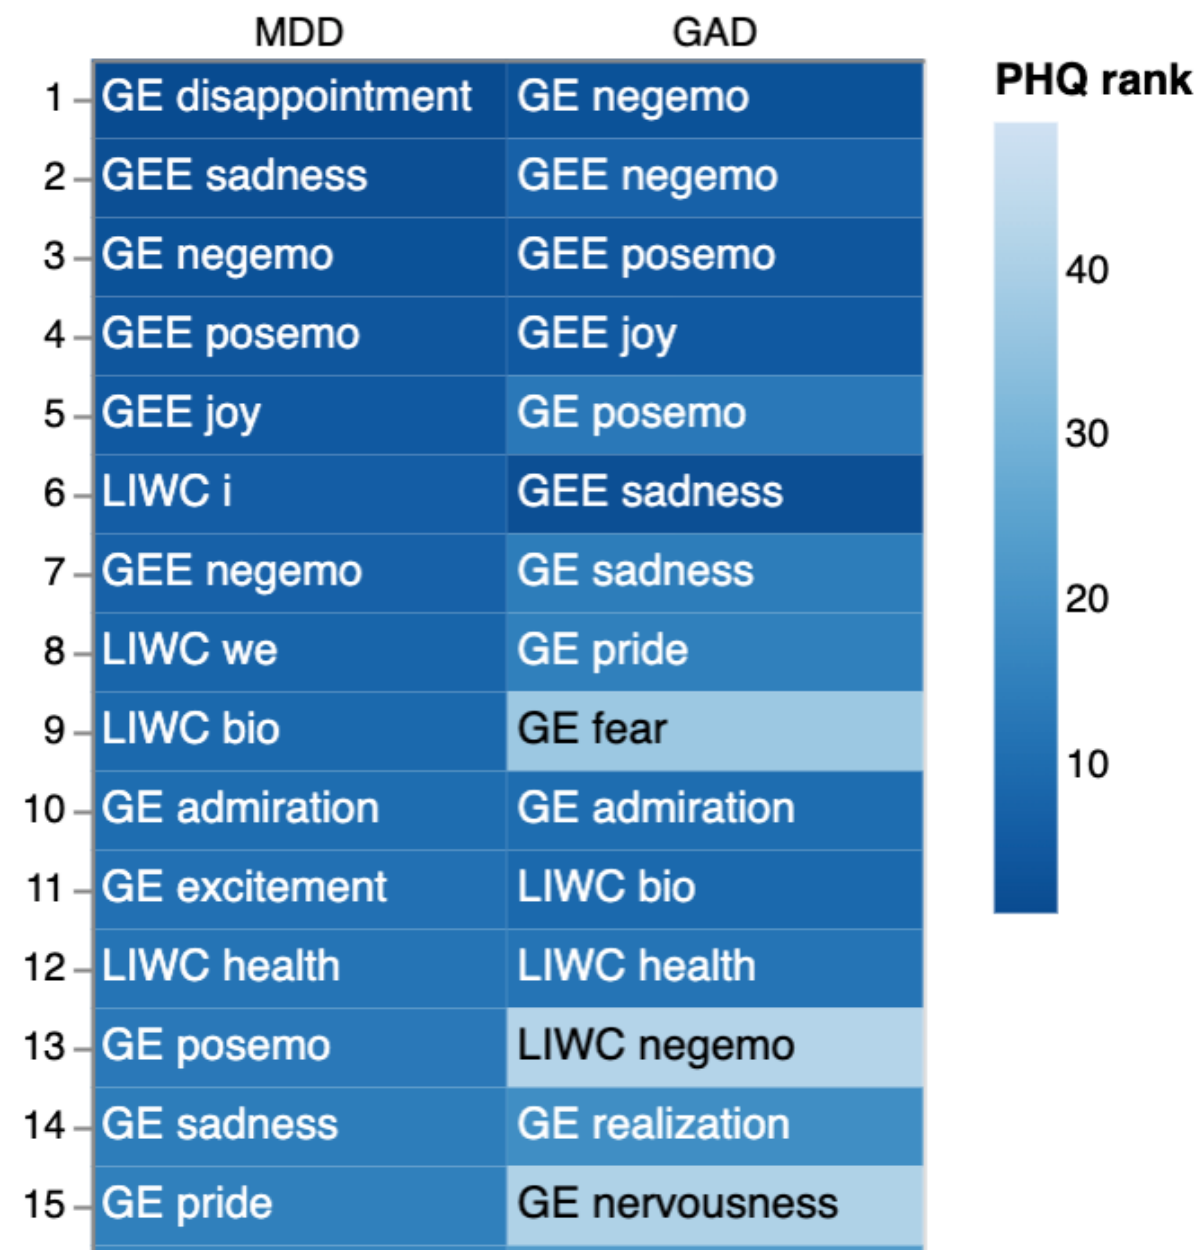 MDD GAD
PHQ rank
1 GE disappointment GE negemo
2 GEE sadness GEE negemo
3 GE negemo GEE posemo
4 GEE posemo GEE joy
5 GEE joy GE posemo
6 LIWC i GEE sadness
7 GEE negemo GE sadness
8 LIWC we GE pride
9 LIWC bio GE fear
10 GE admiration GE admiration
11 GE excitement LIWC bio
12 LIWC health LIWC health
13 GE posemo LIWC negemo
14 GE sadness GE realization
15 GE pride GE nervousness
40
30
20
10